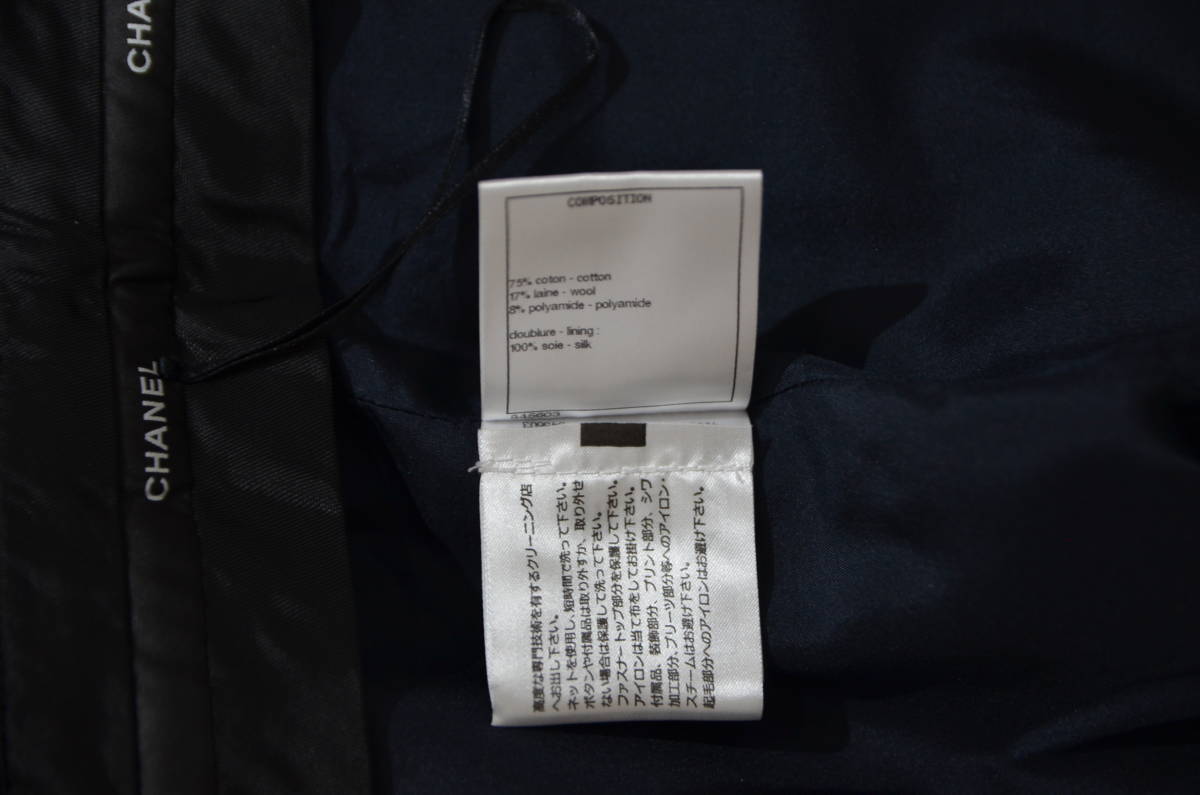 CHA
CHANEL
COMPOSITION
75% coton - cotton
17% laine - wool
8% polyamide - polyamide
doublure - lining :
100% soie - silk
高度な専門技術を有するクリーニング店
へお出し下さい。
ネットを使用し、短時間で洗って下さい。
ボタンや付属品は取り外すか、取り外せ
ない場合は保護して洗って下さい。
ファスナートップ部分を保護して下さい。
アイロンは当て布をしてお掛け下さい。
付属品、装飾部分、プリント部分、シワ
加工部分、プリーツ部分等へのアイロン・
スチームはお避け下さい。
起毛部分へのアイロンはお避け下さい。